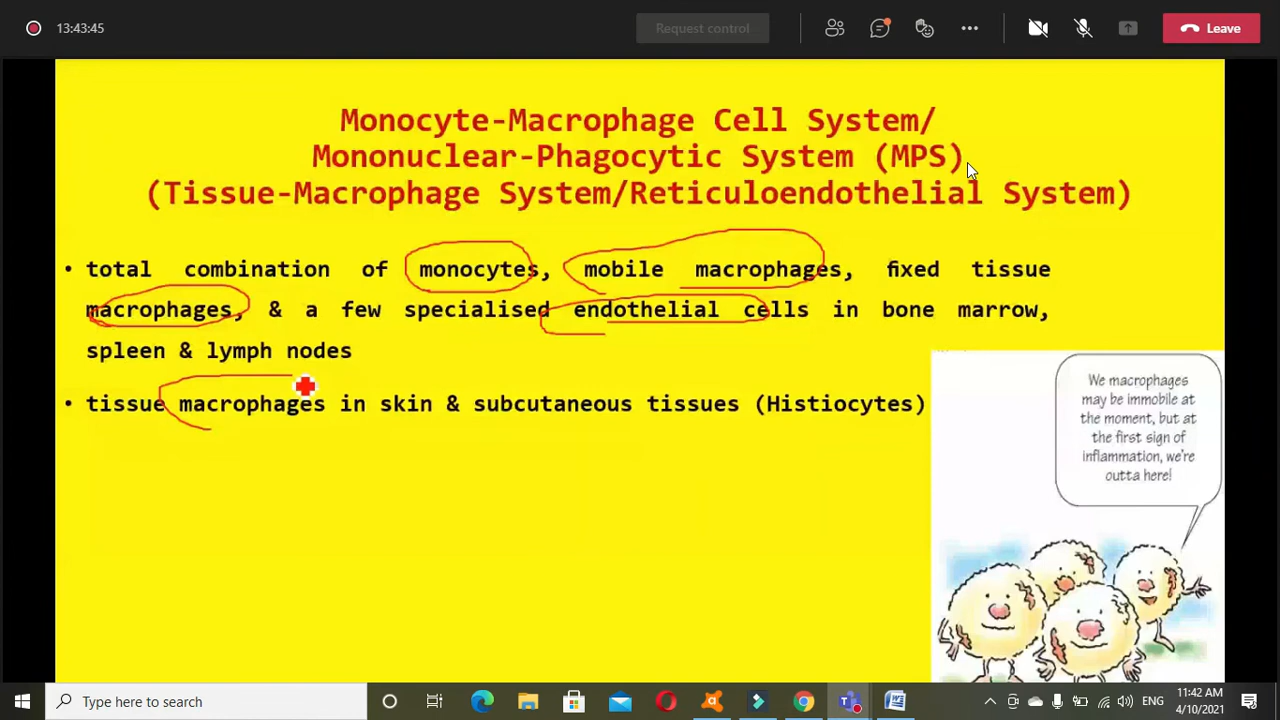 13:43:45
Request control
Leave
Monocyte-Macrophage Cell System/
Mononuclear-Phagocytic System (MPS)
(Tissue-Macrophage System/Reticuloendothelial System)
• total combination of monocytes, mobile macrophages, fixed tissue
macrophages, & a few specialised endothelial cells in bone marrow,
spleen & lymph nodes
• tissue macrophages in skin & subcutaneous tissues (Histiocytes)
We macrophages
may be immobile at
the moment, but at
the first sign of
inflammation, we're
outta here!
Type here to search
ENG
11:42 AM
4/10/2021